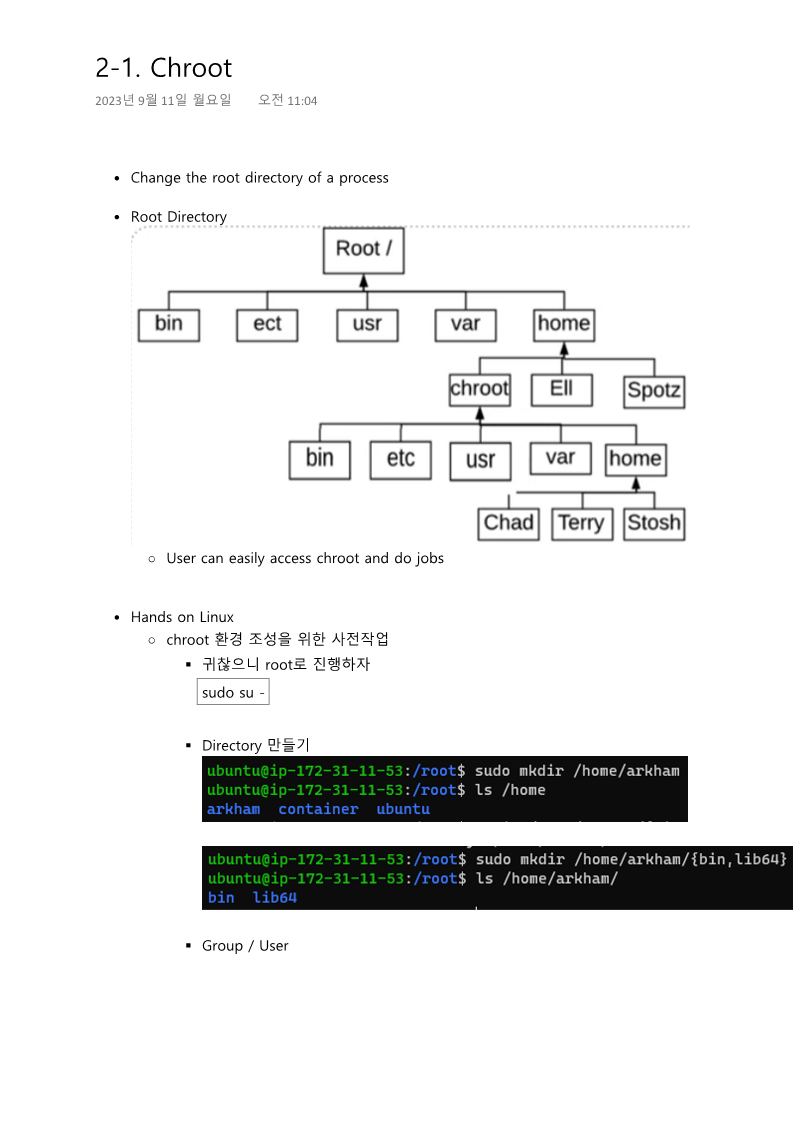 2-1. Chroot
2023년 9월 11일 월요일 오전 11:04
• Change the root directory of a process
• Root Directory
Root /
bin ect usr var home
chroot Ell Spotz
bin etc usr var home
Chad Terry Stosh
○ User can easily access chroot and do jobs
• Hands on Linux
○ chroot 환경 조성을 위한 사전작업
▪ 귀찮으니 root로 진행하자
sudo su -
▪ Directory 만들기
ubuntu@ip-172-31-11-53:/root$ sudo mkdir /home/arkham
ubuntu@ip-172-31-11-53:/root$ ls /home
arkham container ubuntu
ubuntu@ip-172-31-11-53:/root$ sudo mkdir /home/arkham/{bin,lib64}
ubuntu@ip-172-31-11-53:/root$ ls /home/arkham/
bin lib64
▪ Group / User